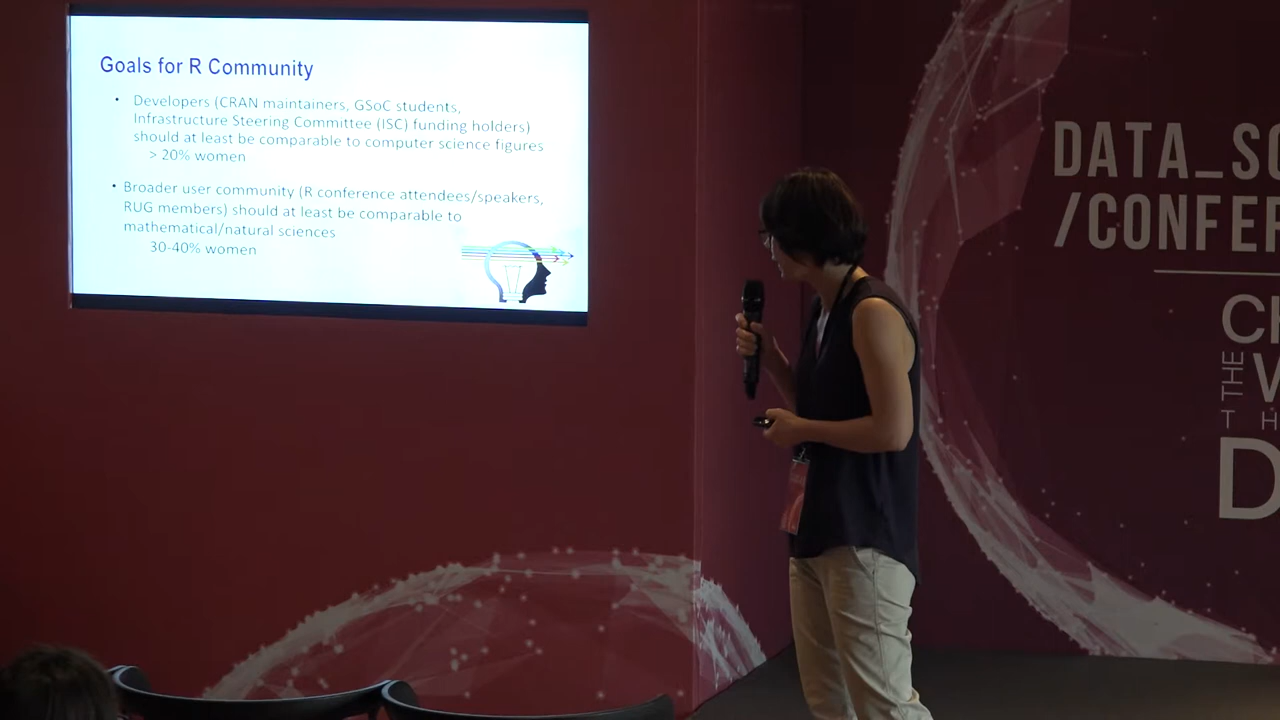 Goals for R Community
• Developers (CRAN maintainers, GSoC students,
Infrastructure Steering Committee (ISC) funding holders)
should at least be comparable to computer science figures
> 20% women
• Broader user community (R conference attendees/speakers,
RUG members) should at least be comparable to
mathematical/natural sciences
30-40% women
DATA_SC
/CONFER
THE
T H
D